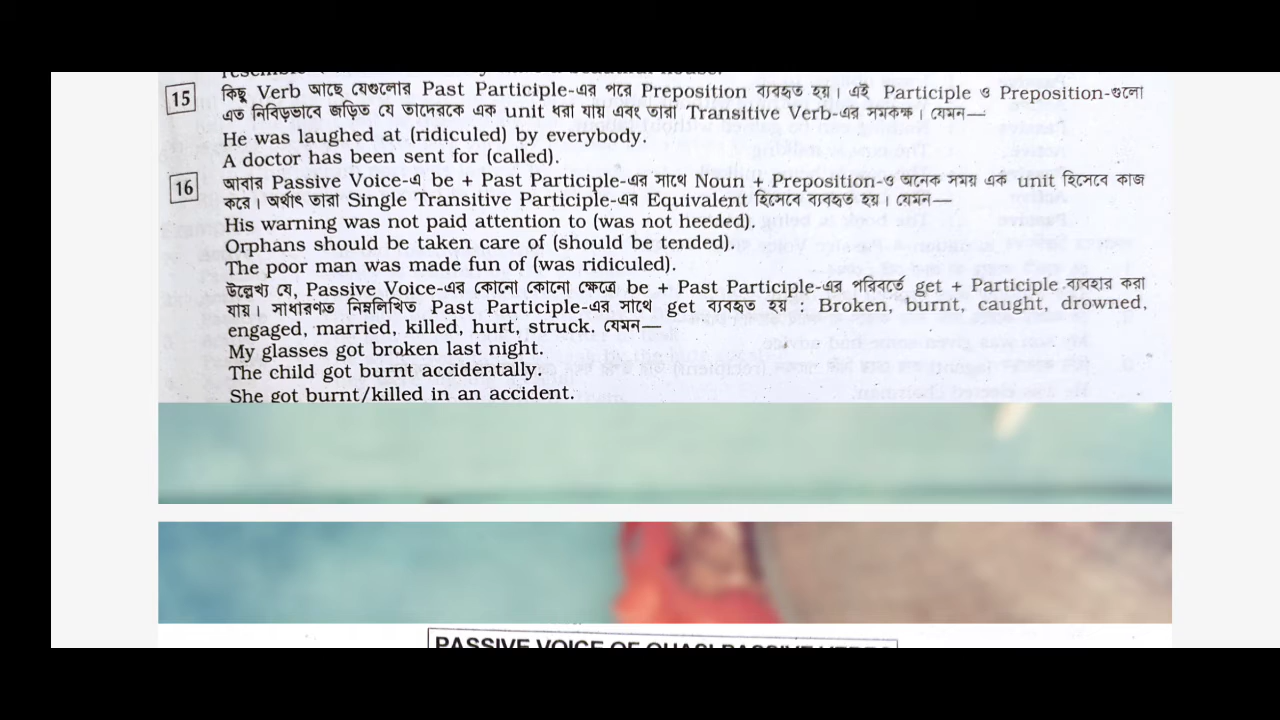 15 কিছু Verb আছে যেগুলোর Past Participle-এর পরে Preposition ব্যবহৃত হয়। এই Participle ও Preposition-গুলো
এত নিবিড়ভাবে জড়িত যে তাদেরকে এক unit ধরা যায় এবং তারা Transitive Verb-এর সমকক্ষ। যেমন—
He was laughed at (ridiculed) by everybody.
A doctor has been sent for (called).
16 আবার Passive Voice-এ be + Past Participle-এর সাথে Noun + Preposition-ও অনেক সময় এক unit হিসেবে কাজ
করে। অর্থাৎ তারা Single Transitive Participle-এর Equivalent হিসেবে ব্যবহৃত হয়। যেমন—
His warning was not paid attention to (was not heeded).
Orphans should be taken care of (should be tended).
The poor man was made fun of (was ridiculed).
উল্লেখ্য যে, Passive Voice-এর কোনো কোনো ক্ষেত্রে be + Past Participle-এর পরিবর্তে get + Participle ব্যবহার করা
যায়। সাধারণত নিম্নলিখিত Past Participle-এর সাথে get ব্যবহৃত হয় : Broken, burnt, caught, drowned,
engaged, married, killed, hurt, struck. যেমন—
My glasses got broken last night.
The child got burnt accidentally.
She got burnt/killed in an accident.
PASSIVE VOICE OF QUASI PASSIVE VERBS